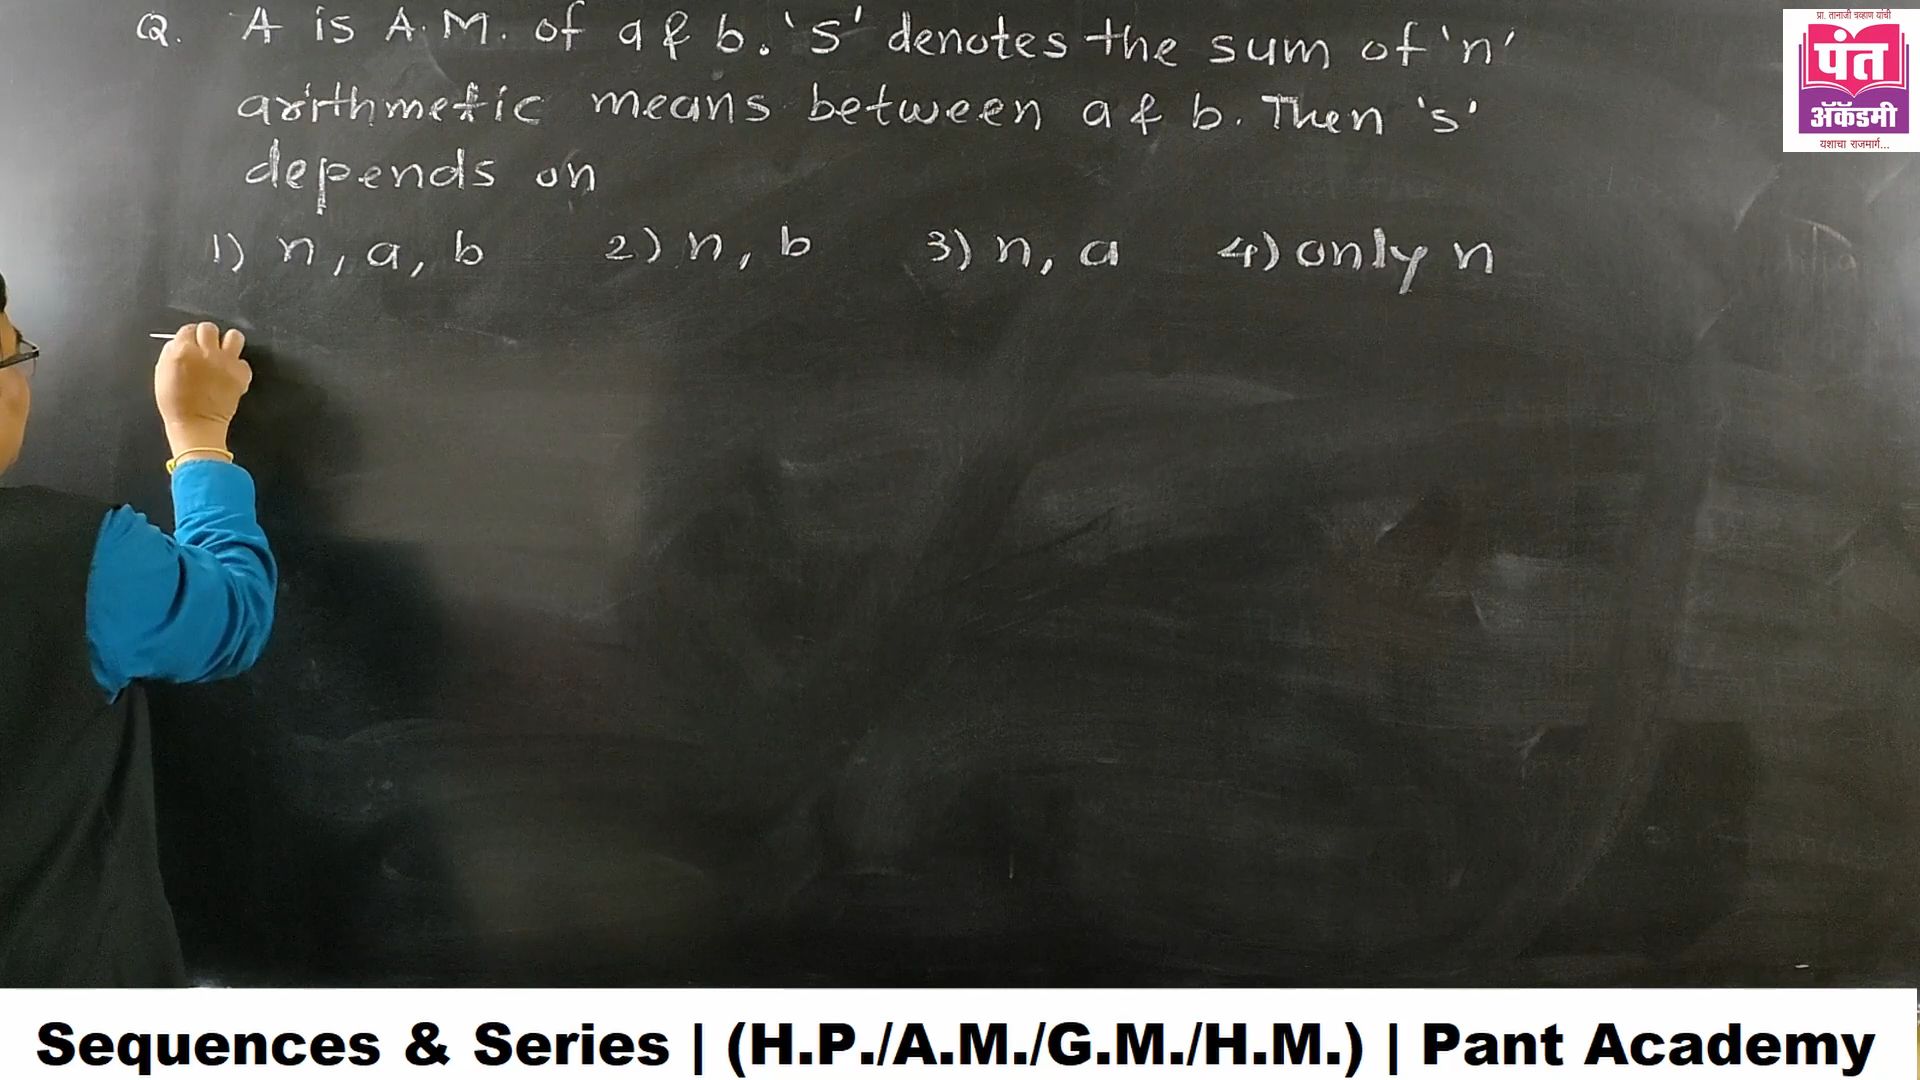 Q. A is A.M. of a & b. 's' denotes the sum of 'n'
arithmetic means between a & b. Then 's'
depends on
1) n, a, b 2) n, b 3) n, a 4) only n
प्रा. तानाजी चव्हाण यांची
पंत
अ‍ॅकॅडमी
यशाचा राजमार्ग...
Sequences & Series | (H.P./A.M./G.M./H.M.) | Pant Academy